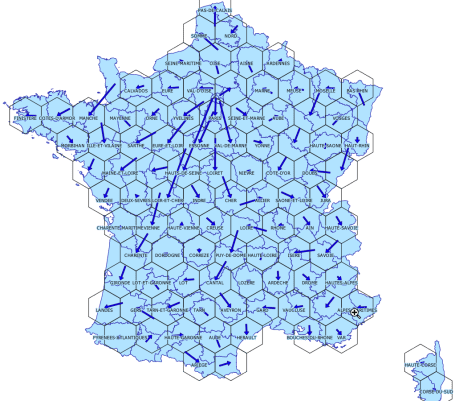 PAS-DE-CALAIS
SOMME NORD
SEINE-MARITIME OISE AISNE ARDENNES
CALVADOS EURE VAL-D'OISE MARNE MEUSE MOSELLE BAS-RHIN
FINISTERE COTES-D'ARMOR MANCHE MAYENNE ORNE YVELINES PARIS SEINE-ET-MARNE AUBE VOSGES
MORBIHAN ILLE-ET-VILAINE SARTHE EURE-ET-LOIR ESSONNE VAL-DE-MARNE YONNE HAUTE-SAONE HAUT-RHIN
MAINE-ET-LOIRE HAUTS-DE-SEINE LOIRET NIEVRE COTE-D'OR DOUBS
VENDEE DEUX-SEVRES LOIR-ET-CHER INDRE CHER ALLIER SAONE-ET-LOIRE JURA
CHARENTE-MARITIME VIENNE HAUTE-VIENNE CREUSE LOIRE RHONE AIN HAUTE-SAVOIE
CHARENTE DORDOGNE CORREZE PUY-DE-DOME HAUTE-LOIRE ISERE SAVOIE
GIRONDE LOT-ET-GARONNE LOT CANTAL LOZERE ARDECHE DROME HAUTES-ALPES
LANDES GERS TARN-ET-GARONNE TARN AVEYRON GARD VAUCLUSE
PYRENEES-ATLANTIQUES HAUTE-GARONNE AUDE HERAULT BOUCHES-DU-RHONE VAR
ARIEGE
HAUTE-CORSE
CORSE-DU-SUD